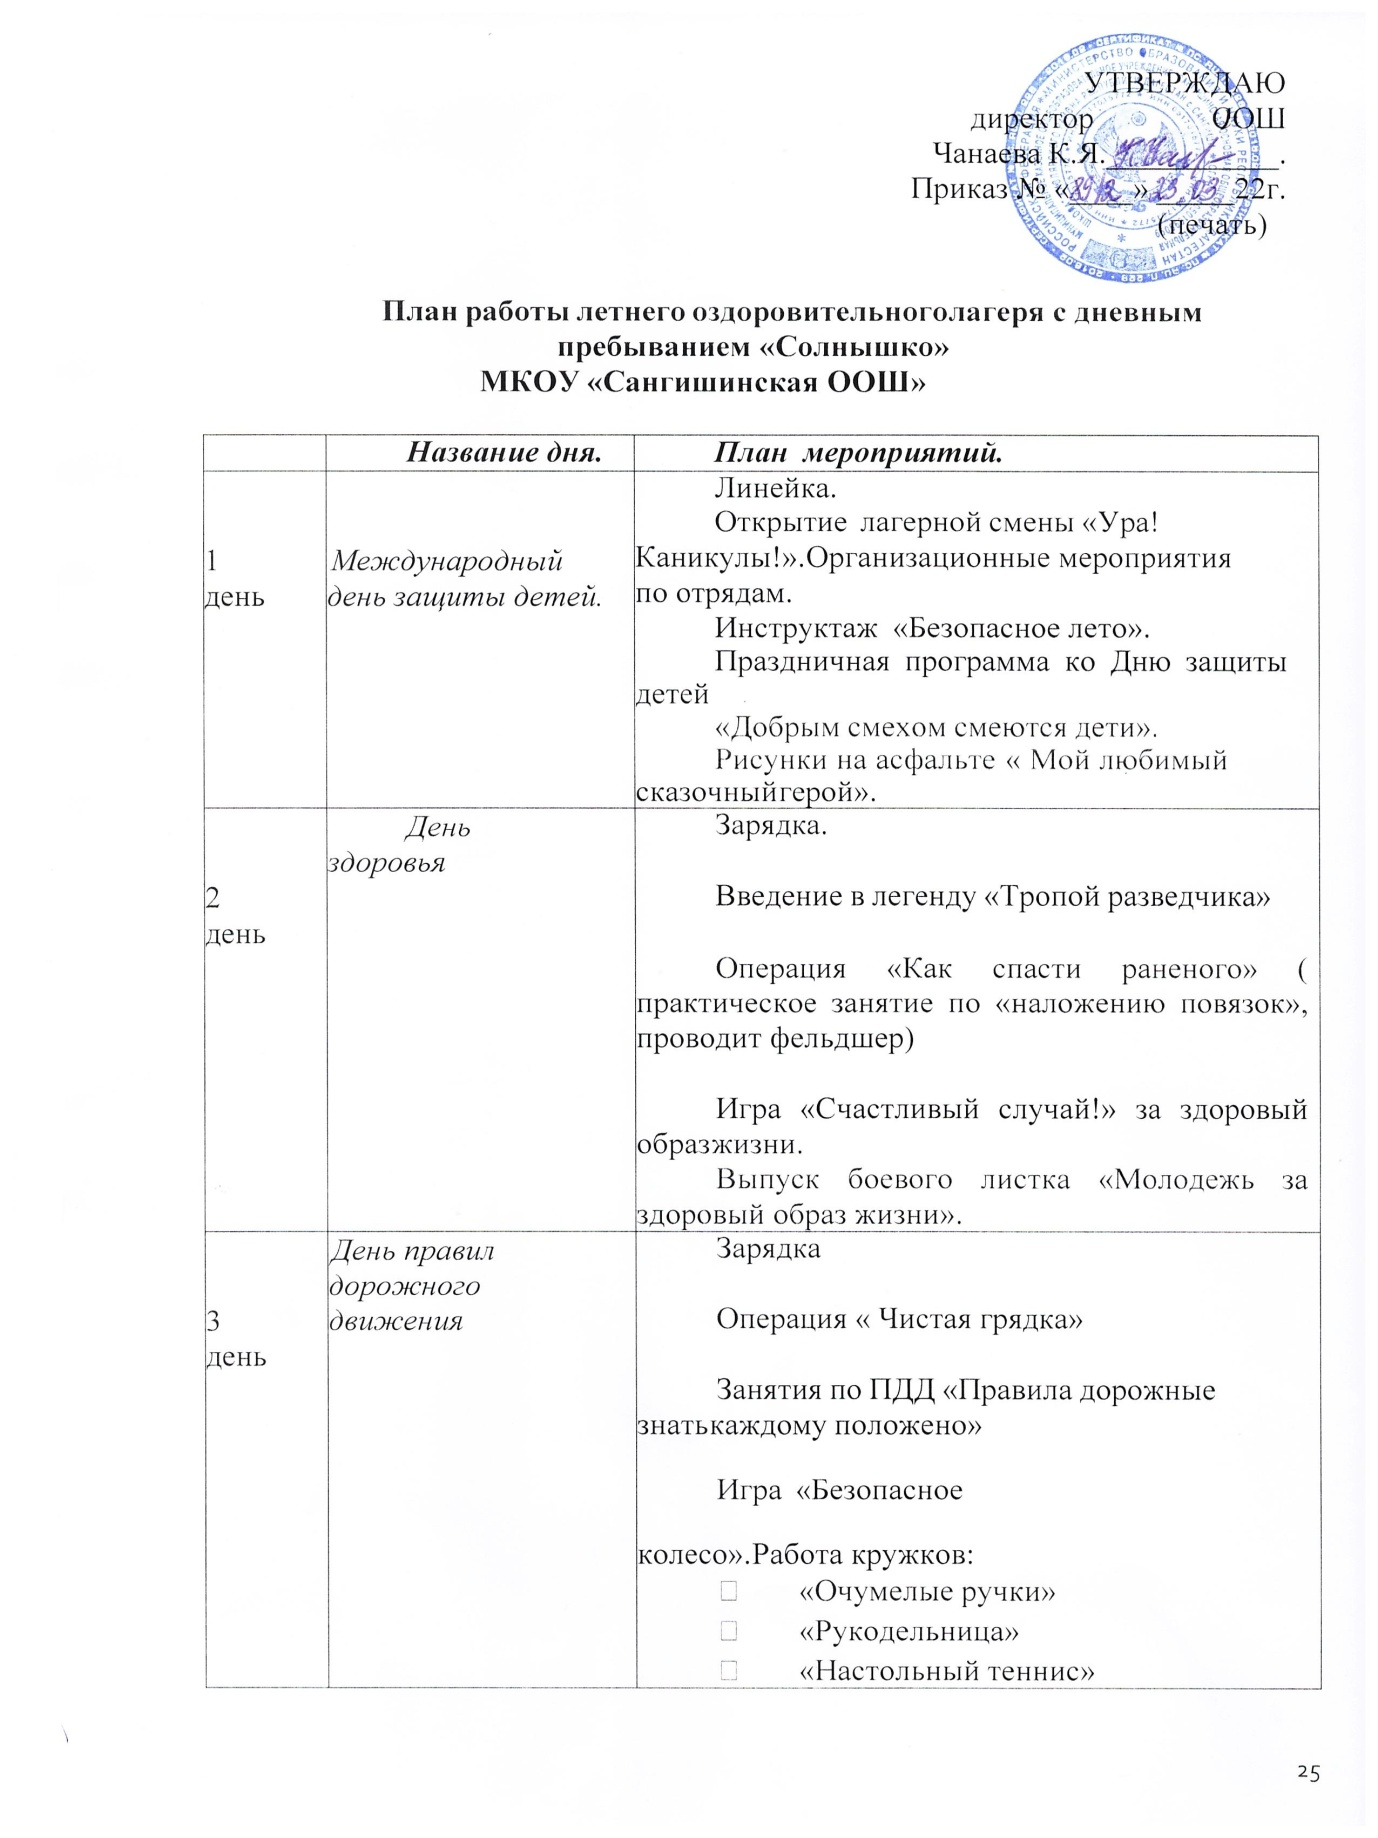 УТВЕРЖДАЮ
директор ООШ
Чанаева К.Я. ___________.
Приказ № «89/2» 23 03 22г.
(печать)
План работы летнего оздоровительноголагеря с дневным
пребыванием «Солнышко»
МКОУ «Сангишинская ООШ»
Название дня. План мероприятий.
1
день
Международный
день защиты детей.
Линейка.
Открытие лагерной смены «Ура!
Каникулы!».Организационные мероприятия
по отрядам.
Инструктаж «Безопасное лето».
Праздничная программа ко Дню защиты
детей
«Добрым смехом смеются дети».
Рисунки на асфальте « Мой любимый
сказочныйгерой».
2
день
День
здоровья
Зарядка.
Введение в легенду «Тропой разведчика»
Операция «Как спасти раненого» (
практическое занятие по «наложению повязок»,
проводит фельдшер)
Игра «Счастливый случай!» за здоровый
образжизни.
Выпуск боевого листка «Молодежь за
здоровый образ жизни».
3
день
День правил
дорожного
движения
Зарядка
Операция « Чистая грядка»
Занятия по ПДД «Правила дорожные
знатькаждому положено»
Игра «Безопасное
колесо».Работа кружков:
«Очумелые ручки»
«Рукодельница»
«Настольный теннис»
25